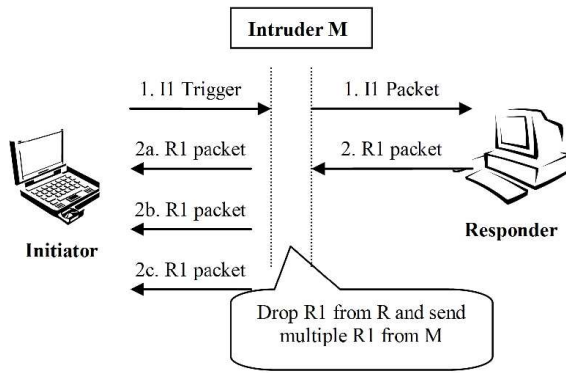 Intruder M
1. I1 Trigger
1. I1 Packet
2a. R1 packet
2. R1 packet
2b. R1 packet
Initiator
Responder
2c. R1 packet
Drop R1 from R and send
multiple R1 from M